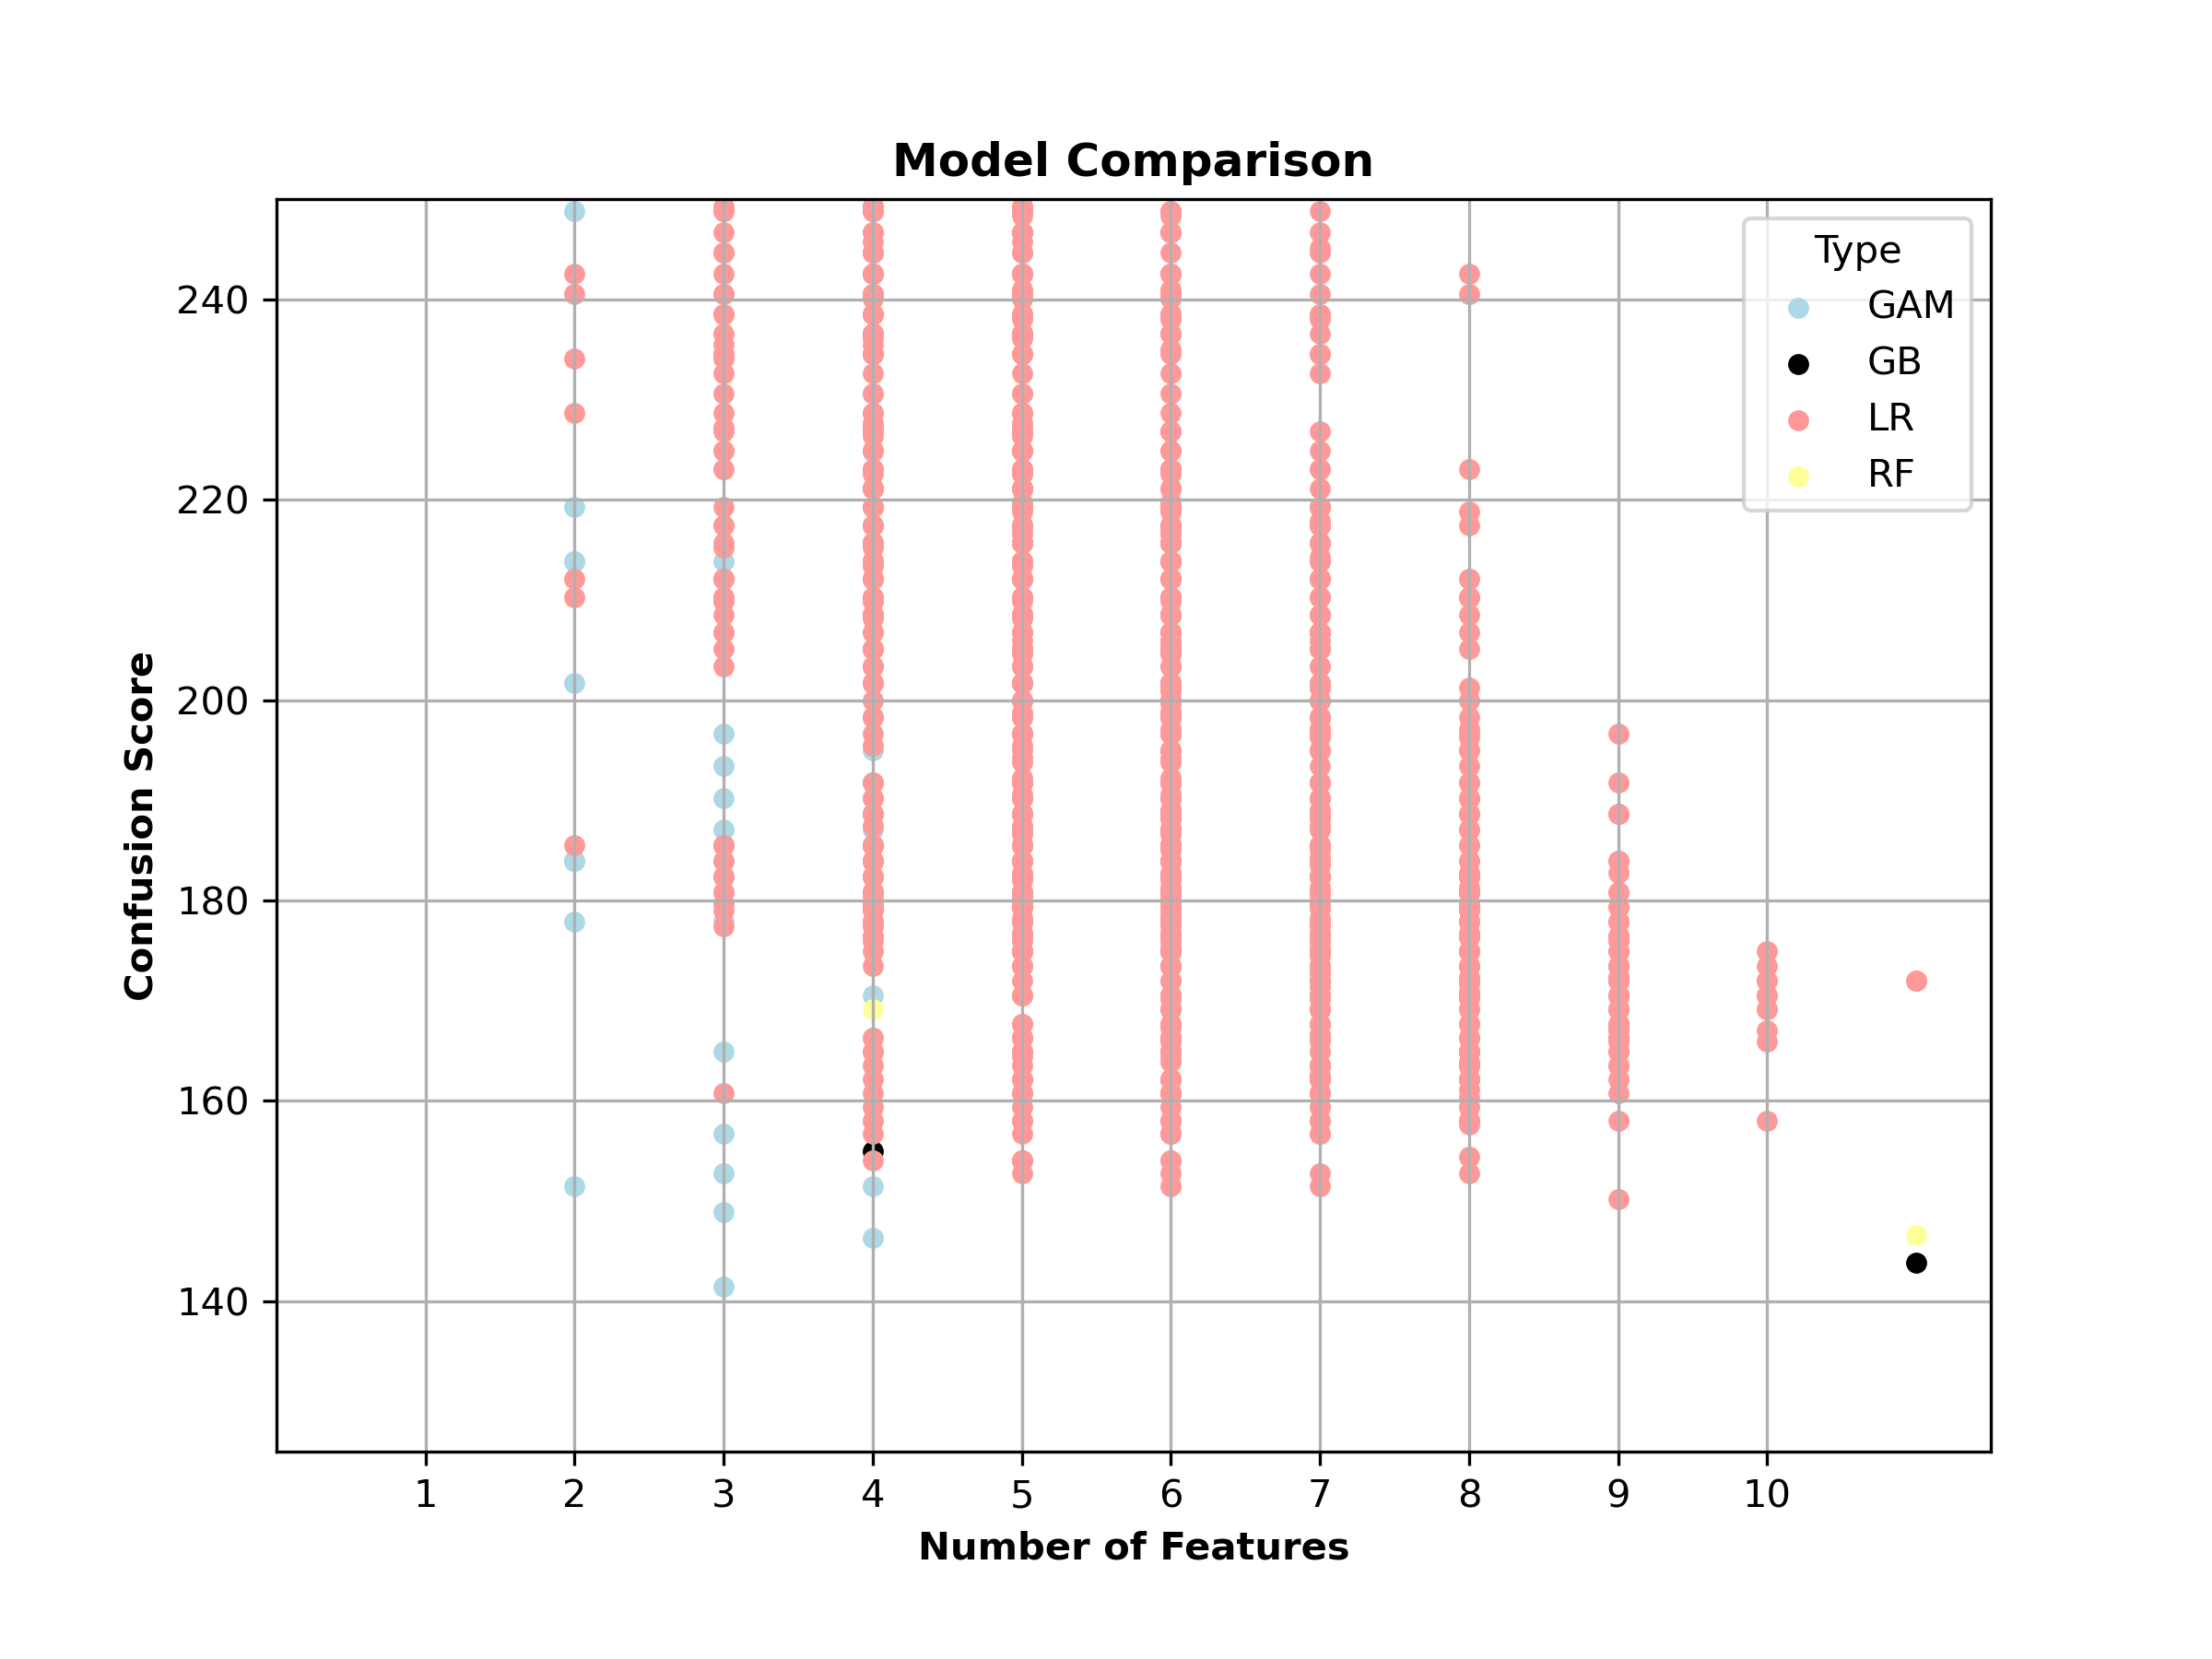 Model Comparison
Type
GAM
GB
LR
RF
240
220
200
180
160
140
Confusion Score
1 2 3 4 5 6 7 8 9 10
Number of Features